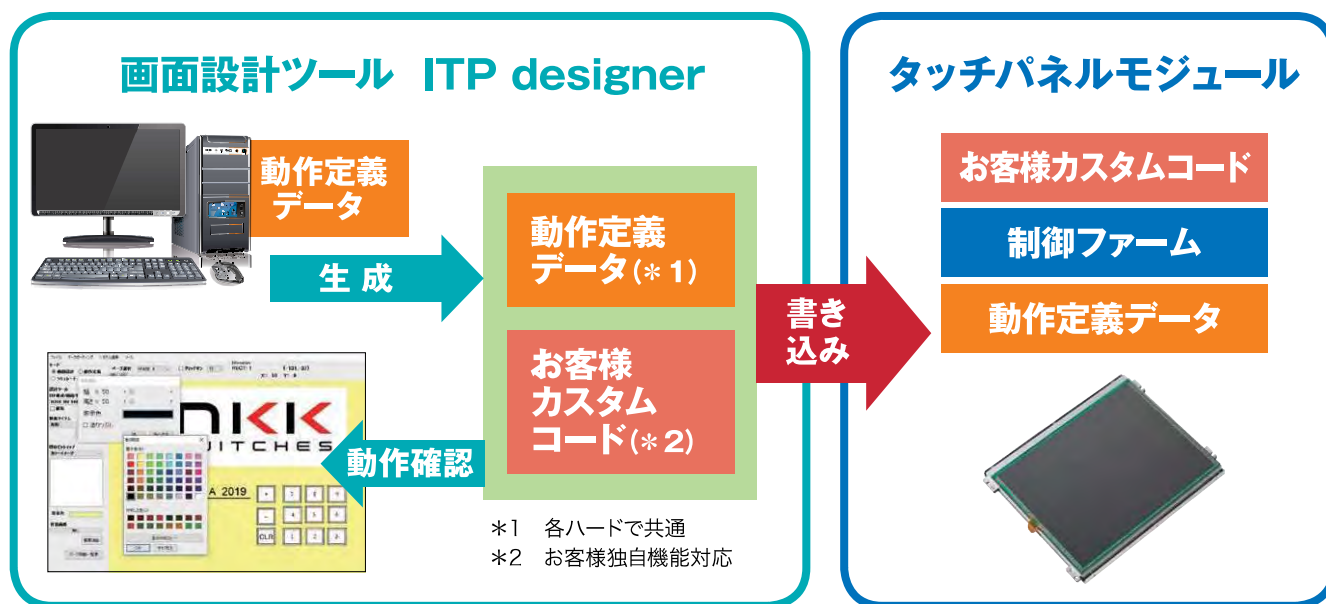 画面設計ツール ITP designer
動作定義
データ
生成
動作定義
データ(＊1)
お客様
カスタム
コード(＊2)
動作確認
SWITCHES
A 2019
CLR
＊1 各ハードで共通
＊2 お客様独自機能対応
書き
込み
タッチパネルモジュール
お客様カスタムコード
制御ファーム
動作定義データ